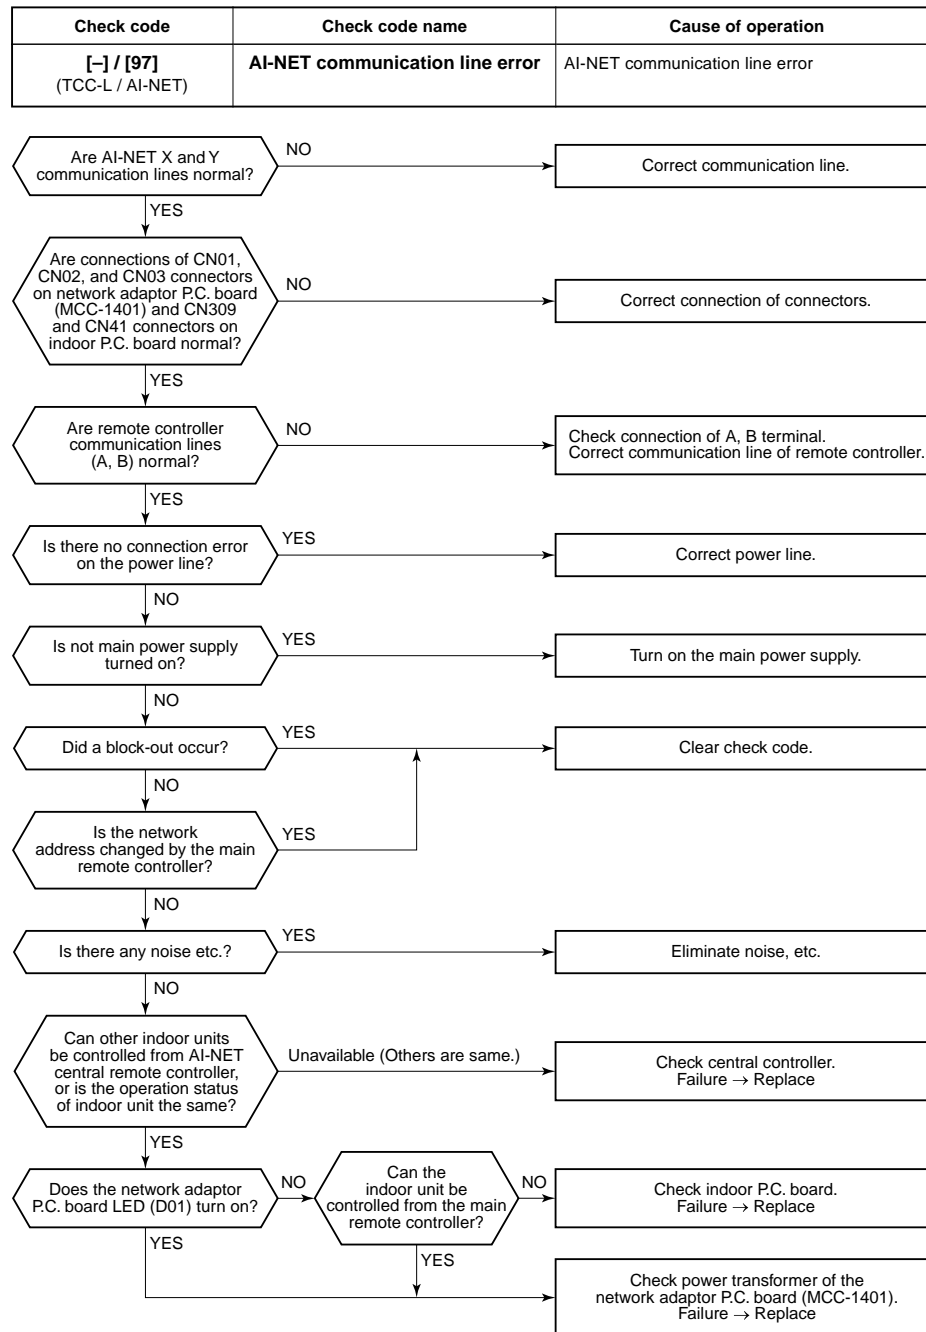 Check code
Check code name
Cause of operation
[–] / [97]
(TCC-L / AI-NET)
AI-NET communication line error
AI-NET communication line error
Are AI-NET X and Y
communication lines normal?
NO
Correct communication line.
YES
Are connections of CN01,
CN02, and CN03 connectors
on network adaptor P.C. board
(MCC-1401) and CN309
and CN41 connectors on
indoor P.C. board normal?
NO
Correct connection of connectors.
YES
Are remote controller
communication lines
(A, B) normal?
NO
Check connection of A, B terminal.
Correct communication line of remote controller.
YES
Is there no connection error
on the power line?
YES
Correct power line.
NO
Is not main power supply
turned on?
YES
Turn on the main power supply.
NO
Did a block-out occur?
YES
Clear check code.
NO
Is the network
address changed by the main
remote controller?
YES
NO
Is there any noise etc.?
YES
Eliminate noise, etc.
NO
Can other indoor units
be controlled from AI-NET
central remote controller,
or is the operation status
of indoor unit the same?
Unavailable (Others are same.)
Check central controller.
Failure → Replace
YES
Does the network adaptor
P.C. board LED (D01) turn on?
NO
Can the
indoor unit be
controlled from the main
remote controller?
NO
Check indoor P.C. board.
Failure → Replace
YES
YES
Check power transformer of the
network adaptor P.C. board (MCC-1401).
Failure → Replace